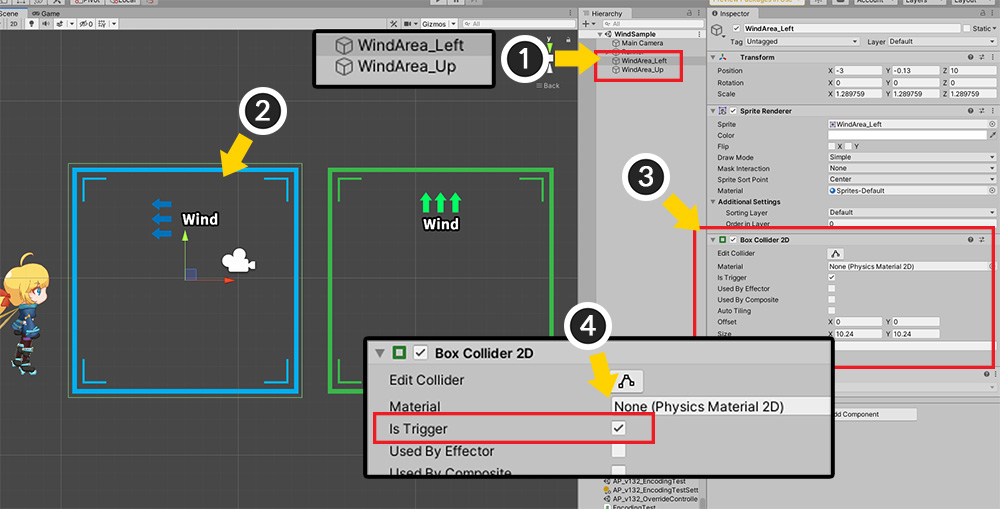 Scene
Game
2D
Gizmos
All
WindArea_Left
WindArea_Up
1
y
Back
2
Wind
Wind
Hierarchy
All
WindSample
Main Camera
WindArea_Left
WindArea_Up
AP_v132_EncodingTest
AP_v132_EncodingTestSett
AP_v132_OverrideControlle
EncodingTest
3
Account
Layers
Layout
Inspector
WindArea_Left
Static
Tag Untagged
Layer Default
Transform
Position X -3 Y -0.13 Z 10
Rotation X 0 Y 0 Z 0
Scale X 1.289759 Y 1.289759 Z 1.289759
Sprite Renderer
Sprite WindArea_Left
Color
Flip X Y
Draw Mode Simple
Mask Interaction None
Sprite Sort Point Center
Material Sprites-Default
Additional Settings
Sorting Layer Default
Order in Layer 0
Box Collider 2D
Edit Collider
Material None (Physics Material 2D)
Is Trigger
Used By Effector
Used By Composite
Auto Tiling
Offset X 0 Y 0
Size X 10.24 Y 10.24
4
Box Collider 2D
Edit Collider
Material None (Physics Material 2D)
Is Trigger
Used By Effector
Used By Composite
Component